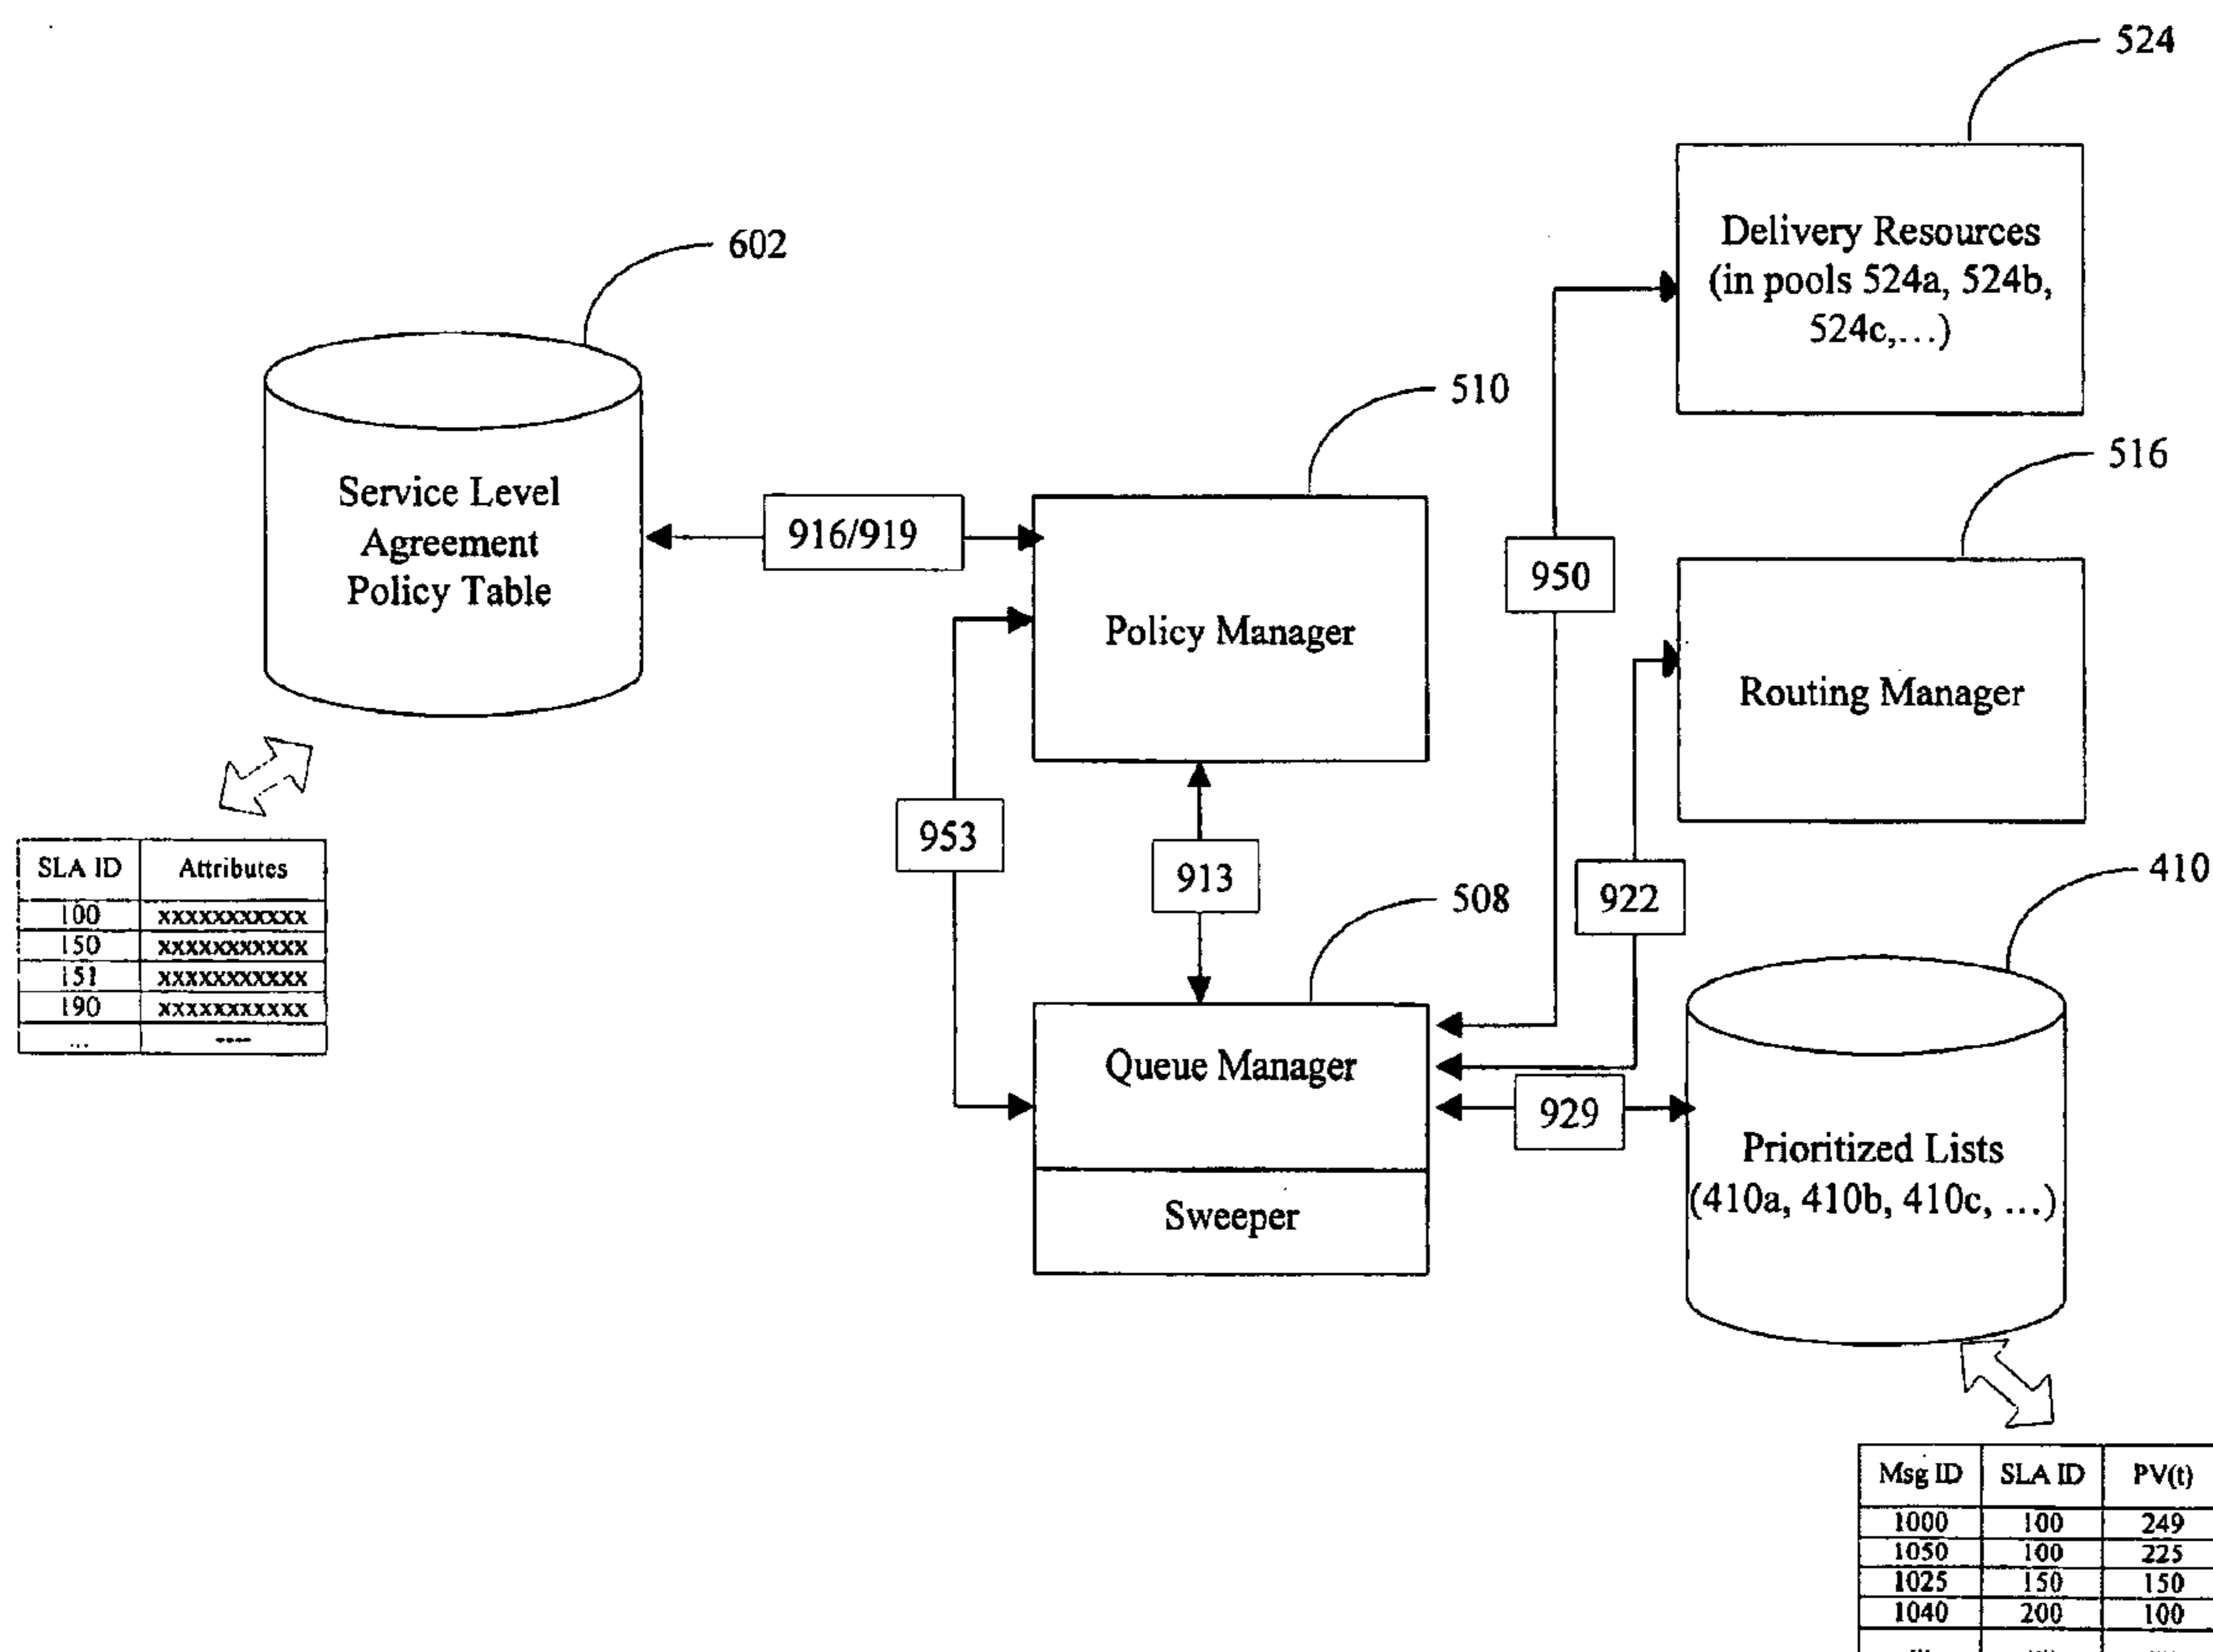 524
Delivery Resources
(in pools 524a, 524b,
524c,...)
602
Service Level
Agreement
Policy Table
916/919
510
Policy Manager
950
516
Routing Manager
953
913
922
508
Queue Manager
Sweeper
929
410
Prioritized Lists
(410a, 410b, 410c, ...)
SLA ID Attributes
100 xxxxxxxxxxx
150 xxxxxxxxxxx
151 xxxxxxxxxxx
190 xxxxxxxxxxx
... ----
Msg ID SLA ID PV(t)
1000 100 249
1050 100 225
1025 150 150
1040 200 100
... ... ...